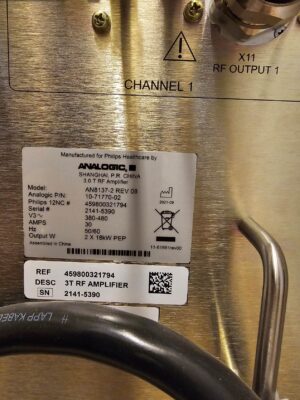 X11
RF OUTPUT 1
CHANNEL 1
Manufactured for Philips Healthcare by
ANALOGIC
SHANGHAI, P.R. CHINA
3.0 T RF Amplifier
Model: AN8137-2 REV 08
Analogic P/N: 10-71770-02
Philips 12NC # 459800321794
Serial # 2141-5390
V3~ 380-480
AMPS 30
Hz 50/60
Output W 2 X 18kW PEP
Assembled in China
2021-09
REF 459800321794
DESC 3T RF AMPLIFIER
SN 2141-5390
# LAPP KABEL